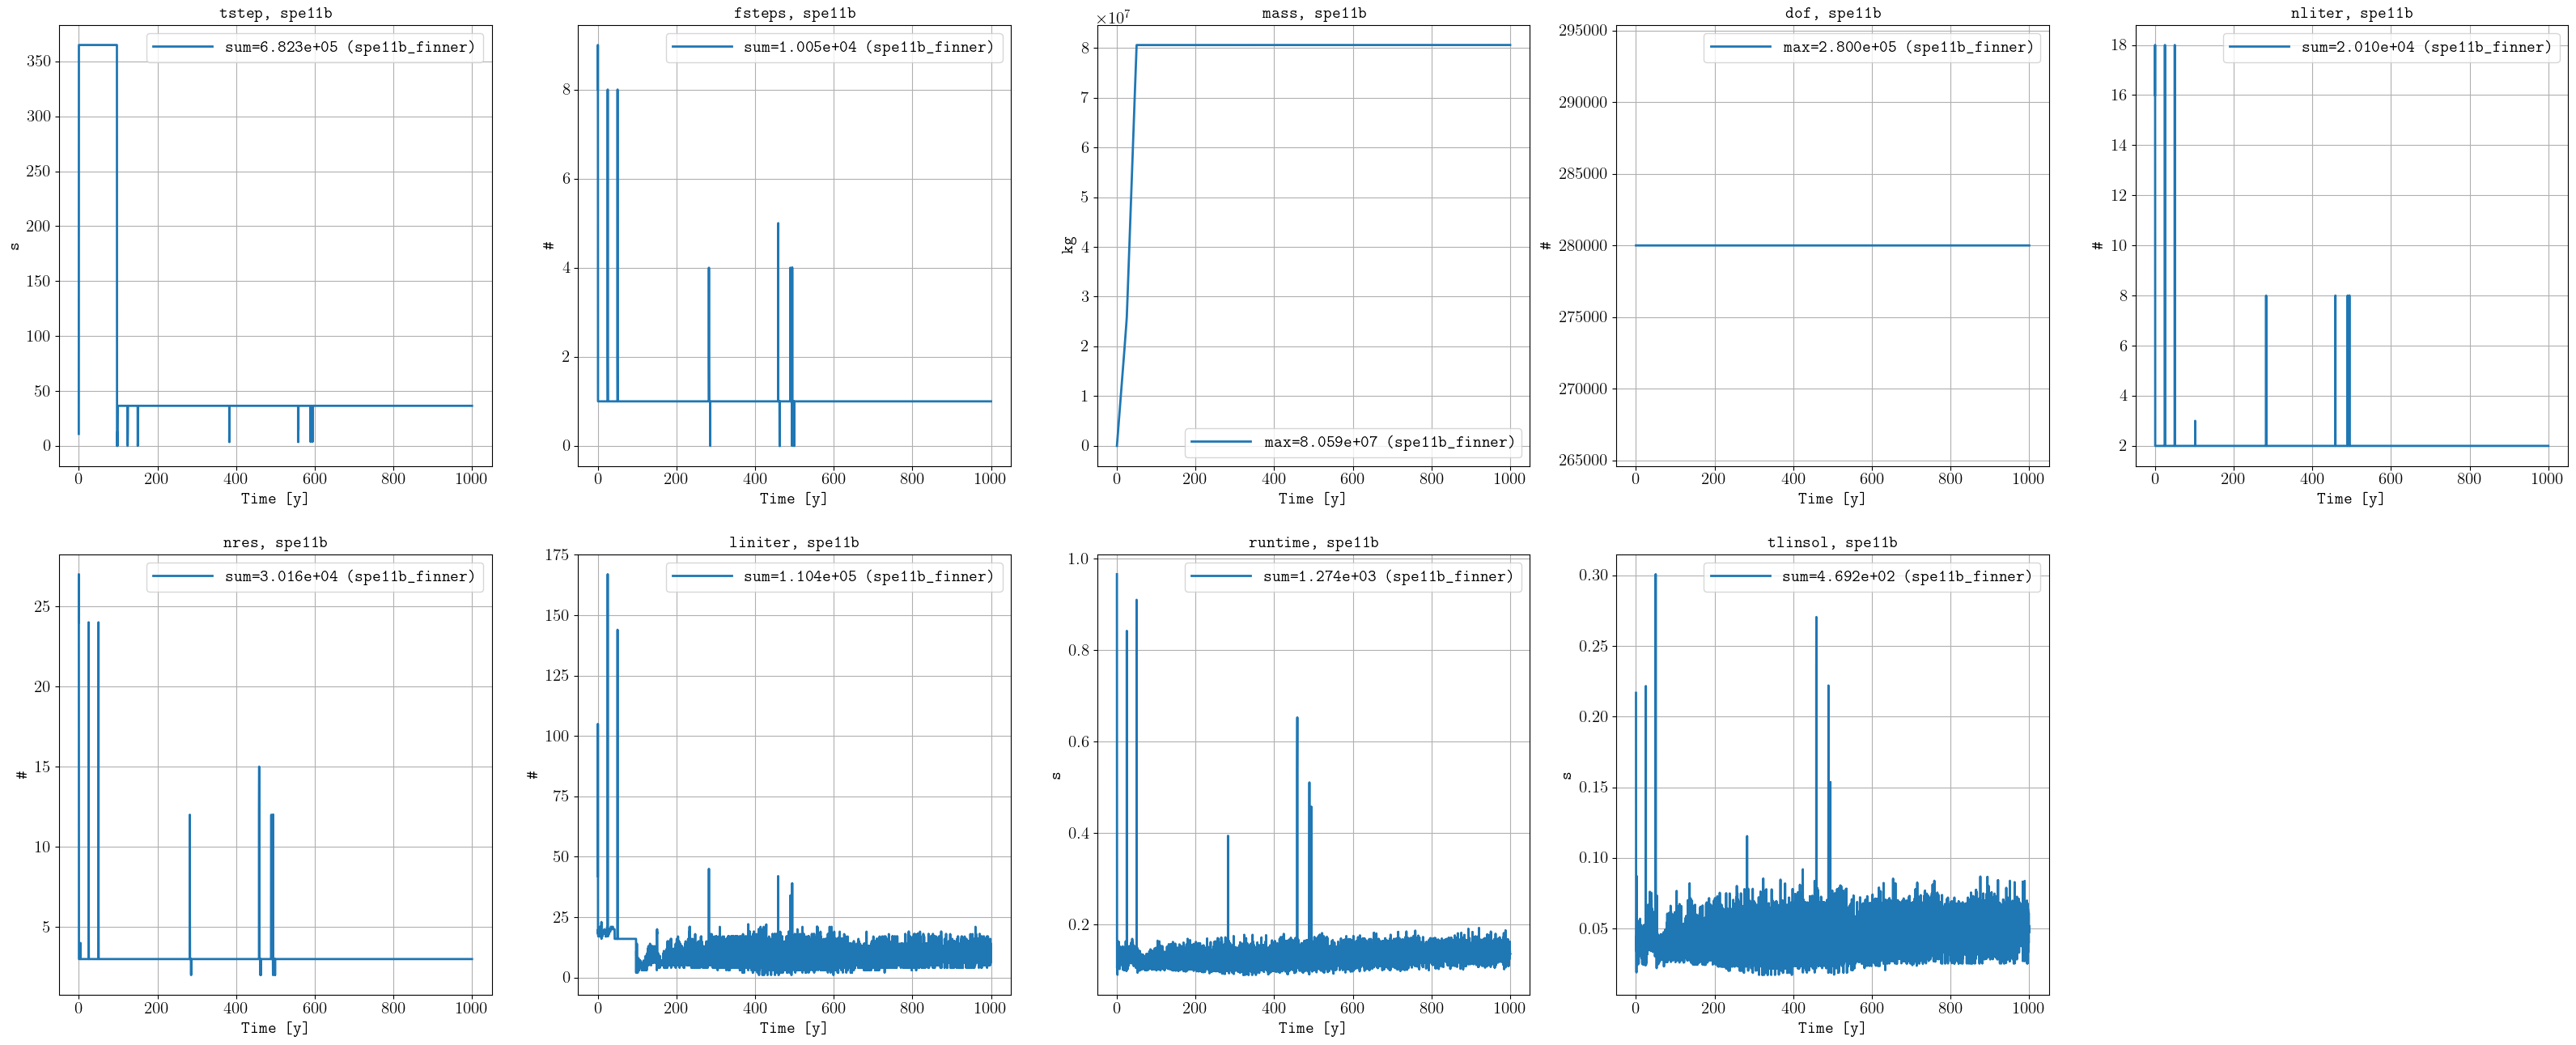 tstep, spe11b
350
300
250
200
150
100
50
0
s
sum=6.823e+05 (spe11b_finner)
0 200 400 600 800 1000
Time [y]
fsteps, spe11b
8
6
4
2
0
#
sum=1.005e+04 (spe11b_finner)
0 200 400 600 800 1000
Time [y]
mass, spe11b
×10⁷
8
7
6
5
4
3
2
1
0
kg
max=8.059e+07 (spe11b_finner)
0 200 400 600 800 1000
Time [y]
dof, spe11b
295000
290000
285000
280000
275000
270000
265000
#
max=2.800e+05 (spe11b_finner)
0 200 400 600 800 1000
Time [y]
nliter, spe11b
18
16
14
12
10
8
6
4
2
#
sum=2.010e+04 (spe11b_finner)
0 200 400 600 800 1000
Time [y]
nres, spe11b
25
20
15
10
5
#
sum=3.016e+04 (spe11b_finner)
0 200 400 600 800 1000
Time [y]
liniter, spe11b
175
150
125
100
75
50
25
0
#
sum=1.104e+05 (spe11b_finner)
0 200 400 600 800 1000
Time [y]
runtime, spe11b
1.0
0.8
0.6
0.4
0.2
s
sum=1.274e+03 (spe11b_finner)
0 200 400 600 800 1000
Time [y]
tlinsol, spe11b
0.30
0.25
0.20
0.15
0.10
0.05
s
sum=4.692e+02 (spe11b_finner)
0 200 400 600 800 1000
Time [y]